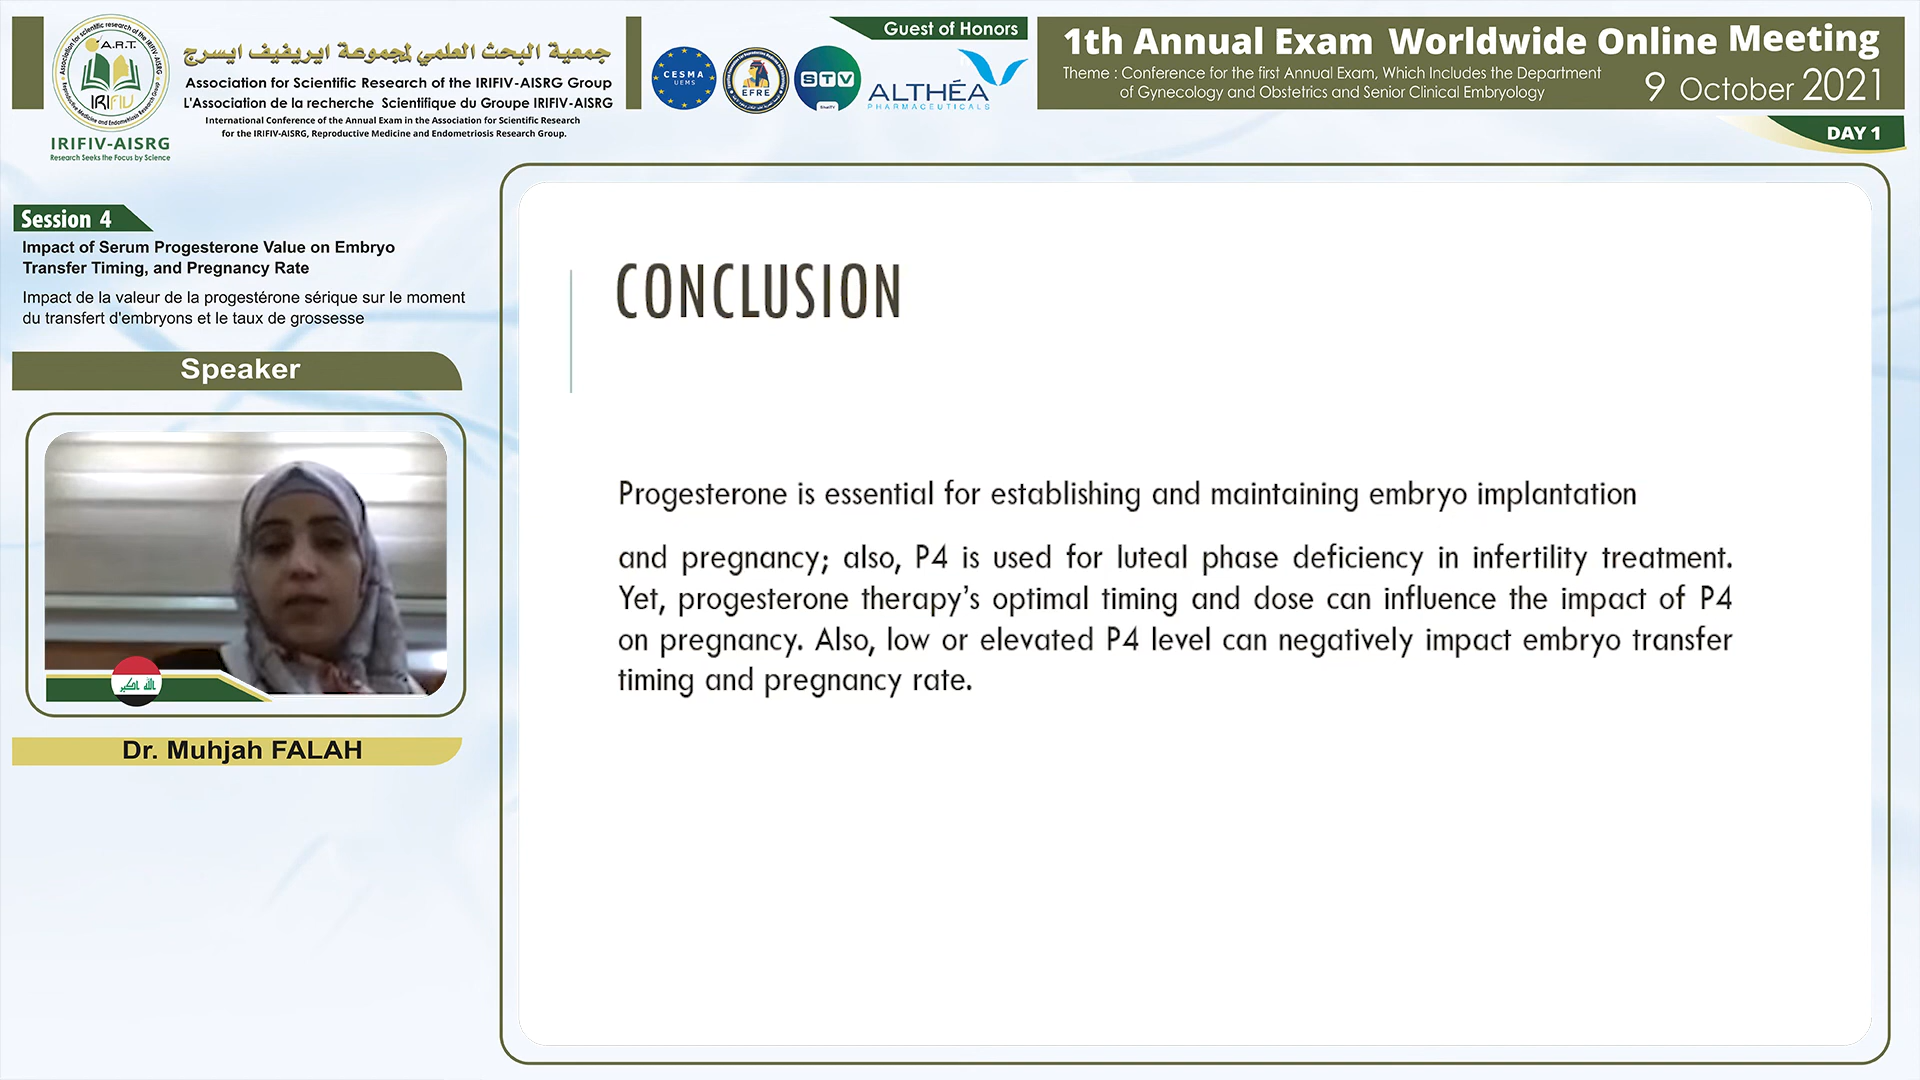 A.R.T.
IRIFIV
IRIFIV-AISRG
Research Seeks the Focus by Science
جمعية البحث العلمي لمجموعة ايريفيف ايسرج
Association for Scientific Research of the IRIFIV-AISRG Group
L'Association de la recherche Scientifique du Groupe IRIFIV-AISRG
International Conference of the Annual Exam in the Association for Scientific Research
for the IRIFIV-AISRG, Reproductive Medicine and Endometriosis Research Group.
Guest of Honors
CESMA
UEMS
EFRE
STV
ALTHÉA
PHARMACEUTICALS
1th Annual Exam Worldwide Online Meeting
Theme : Conference for the first Annual Exam, Which Includes the Department
of Gynecology and Obstetrics and Senior Clinical Embryology
9 October 2021
DAY 1
Session 4
Impact of Serum Progesterone Value on Embryo
Transfer Timing, and Pregnancy Rate
Impact de la valeur de la progestérone sérique sur le moment
du transfert d'embryons et le taux de grossesse
Speaker
الله اكبر
Dr. Muhjah FALAH
CONCLUSION
Progesterone is essential for establishing and maintaining embryo implantation
and pregnancy; also, P4 is used for luteal phase deficiency in infertility treatment.
Yet, progesterone therapy's optimal timing and dose can influence the impact of P4
on pregnancy. Also, low or elevated P4 level can negatively impact embryo transfer
timing and pregnancy rate.